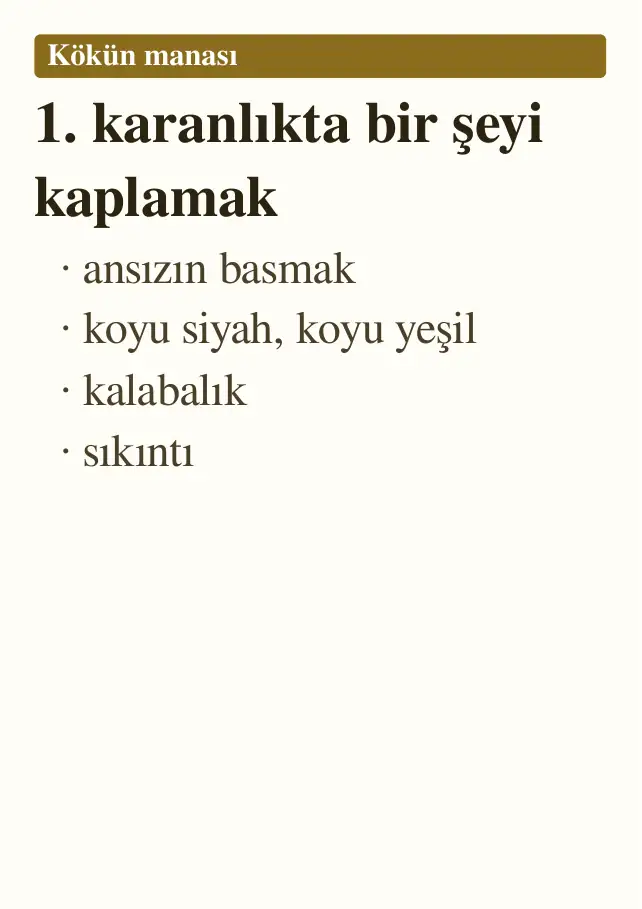 Kökün manası
1. karanlıkta bir şeyi
kaplamak
· ansızın basmak
· koyu siyah, koyu yeşil
· kalabalık
· sıkıntı